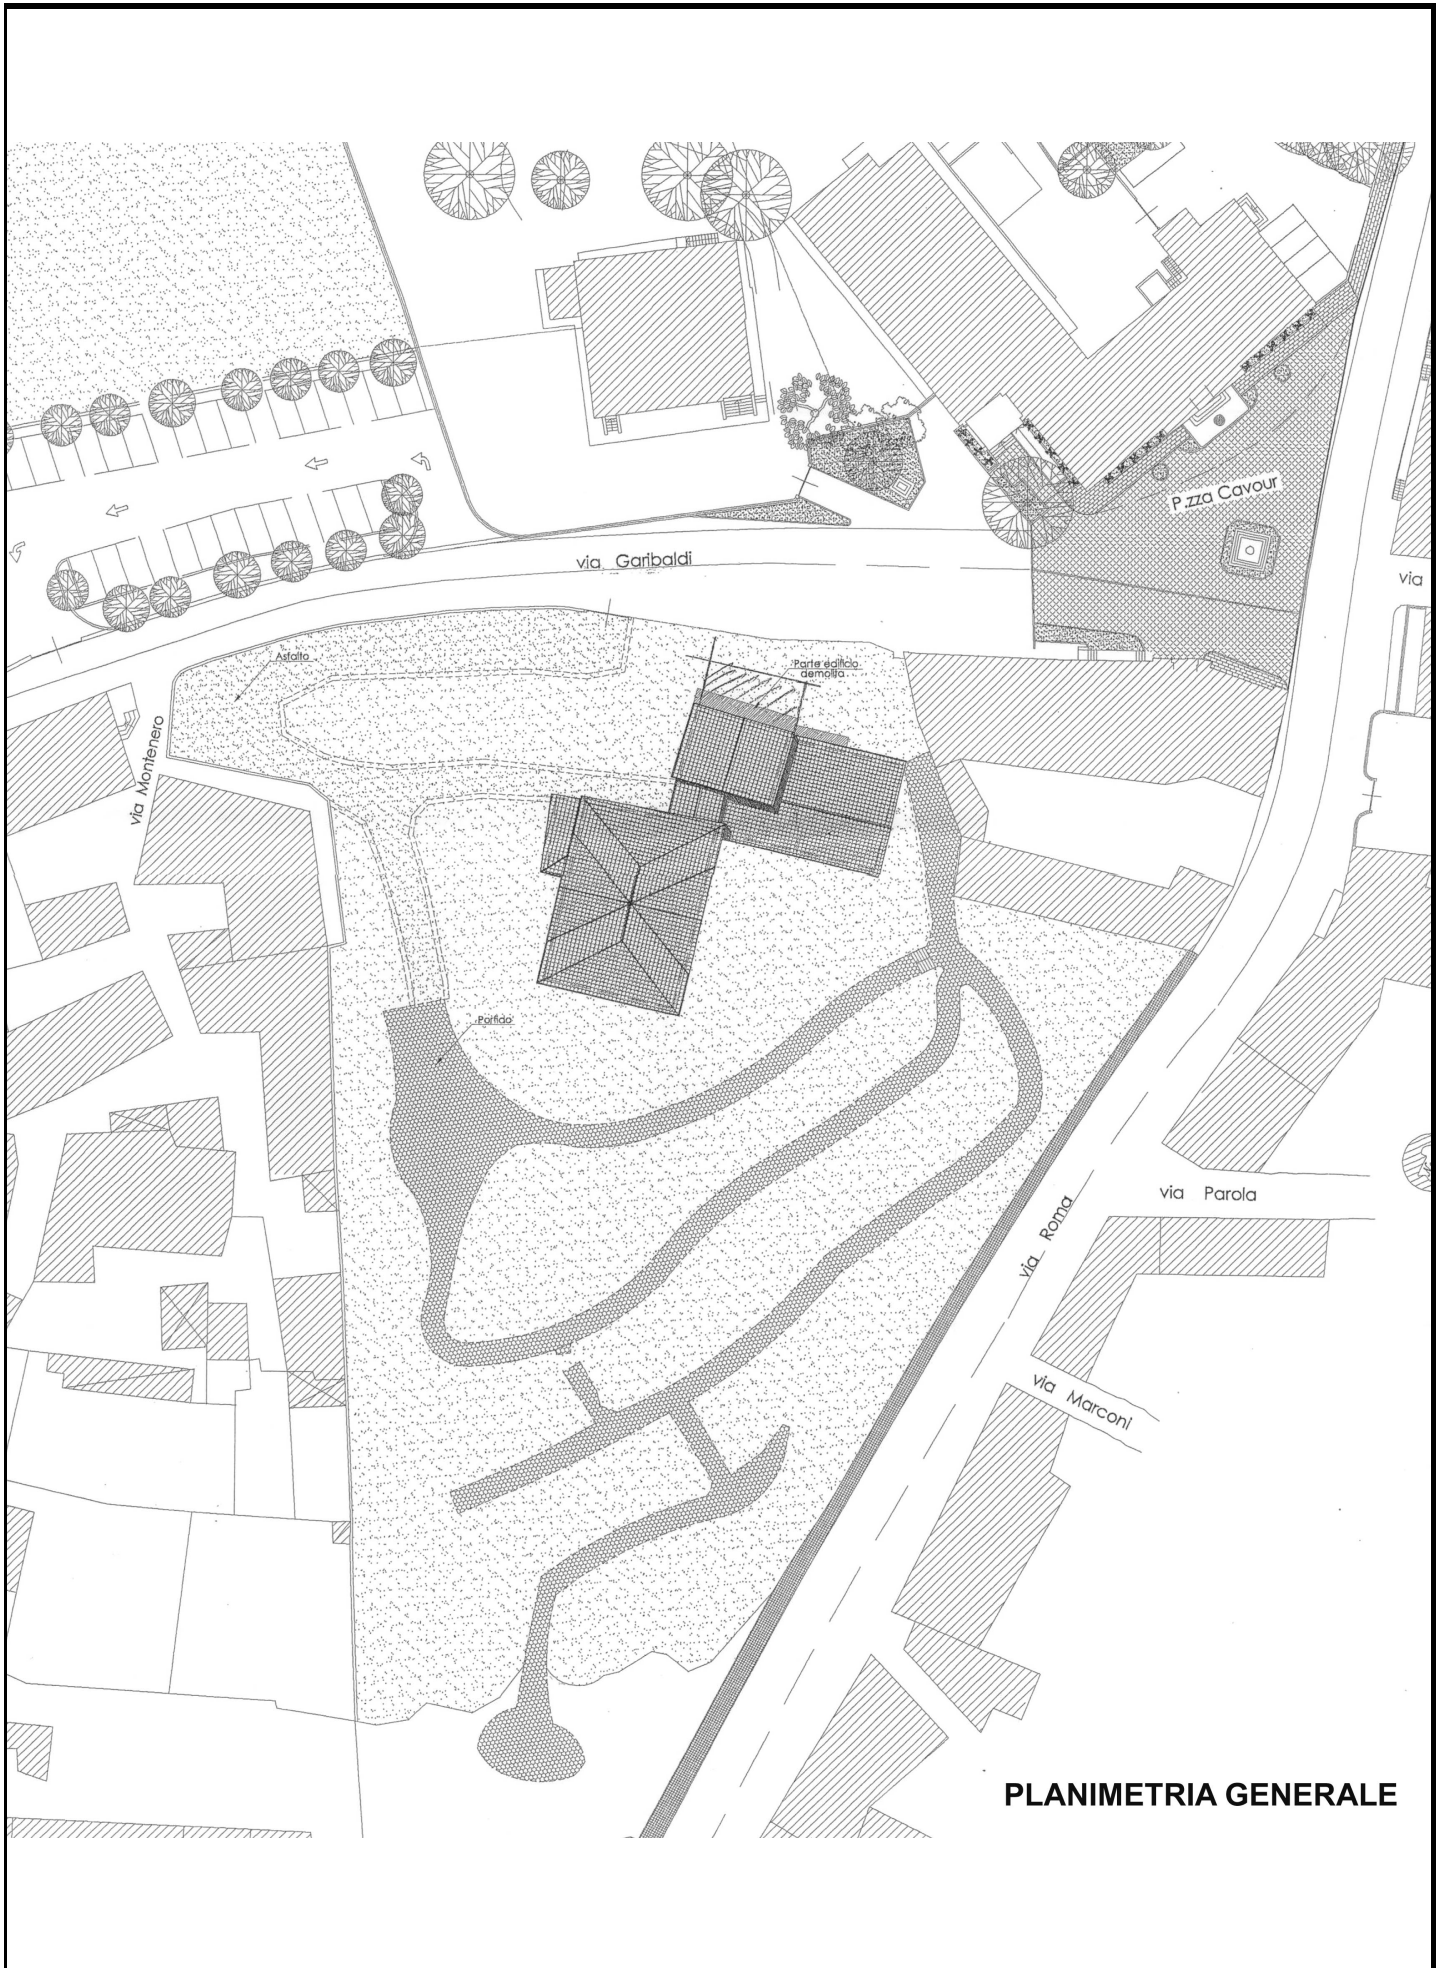 P.zza Cavour
via Garibaldi
via
Asfalto
Parte edificio
demolita
via Montenero
Porfido
via Parola
via Roma
via Marconi
PLANIMETRIA GENERALE